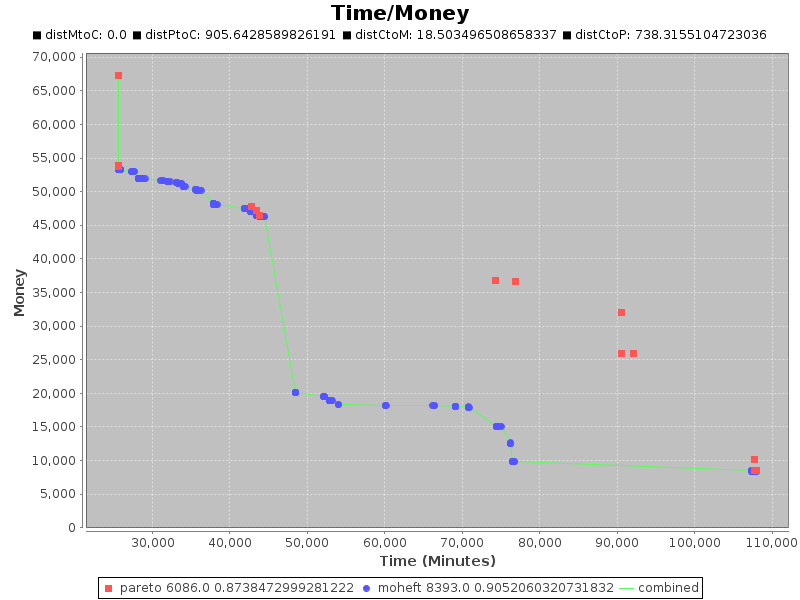 Time/Money
distMtoC: 0.0 distPtoC: 905.6428589826191 distCtoM: 18.503496508658337 distCtoP: 738.3155104723036
70,000
65,000
60,000
55,000
50,000
45,000
40,000
35,000
30,000
25,000
20,000
15,000
10,000
5,000
0
Money
30,000 40,000 50,000 60,000 70,000 80,000 90,000 100,000 110,000
Time (Minutes)
pareto 6086.0 0.8738472999281222 moheft 8393.0 0.9052060320731832 combined